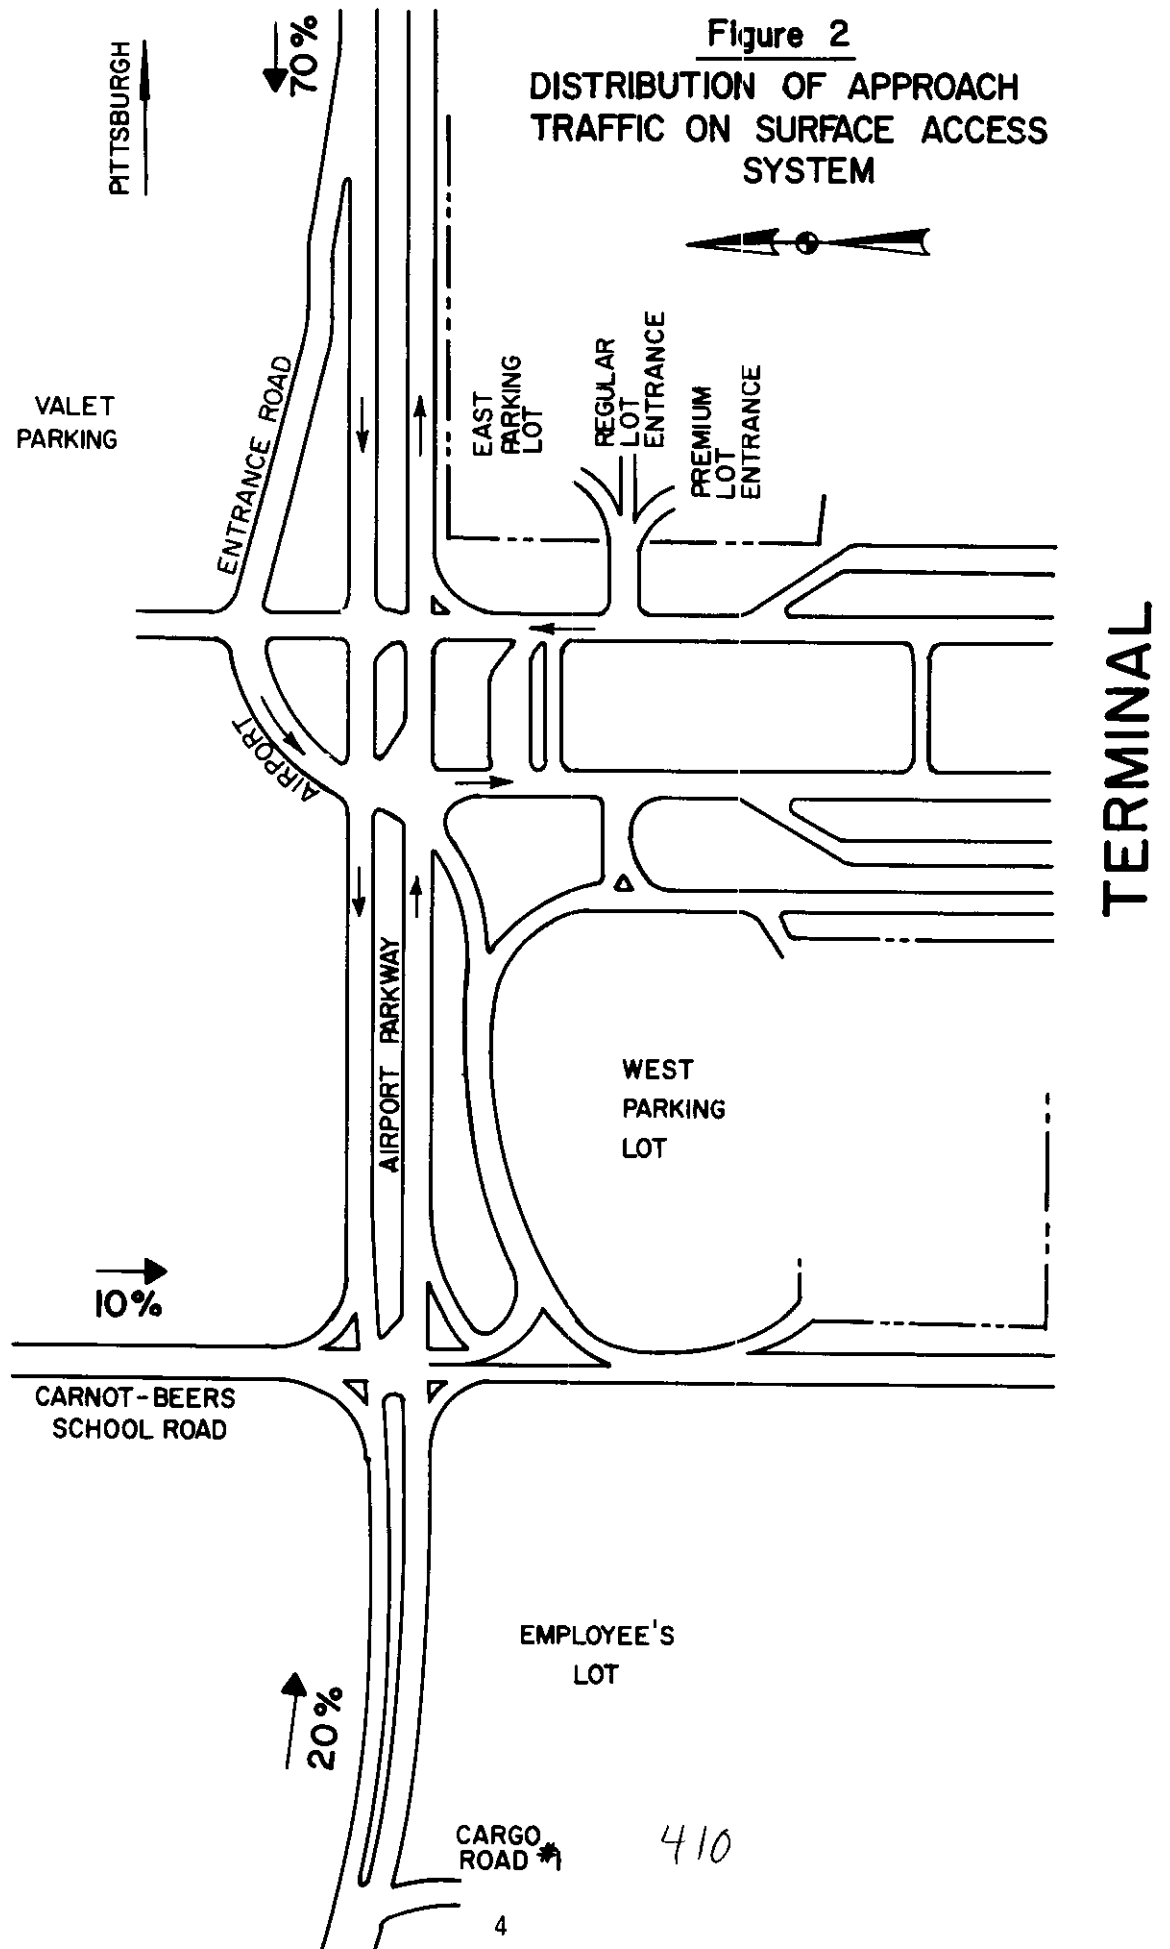 Figure 2
DISTRIBUTION OF APPROACH
TRAFFIC ON SURFACE ACCESS
SYSTEM
70%
PITTSBURGH
VALET
PARKING
ENTRANCE ROAD
EAST
PARKING
LOT
REGULAR
LOT
ENTRANCE
PREMIUM
LOT
ENTRANCE
AIRPORT
TERMINAL
AIRPORT PARKWAY
WEST
PARKING
LOT
10%
CARNOT-BEERS
SCHOOL ROAD
EMPLOYEE'S
LOT
20%
CARGO
ROAD #1
410
4